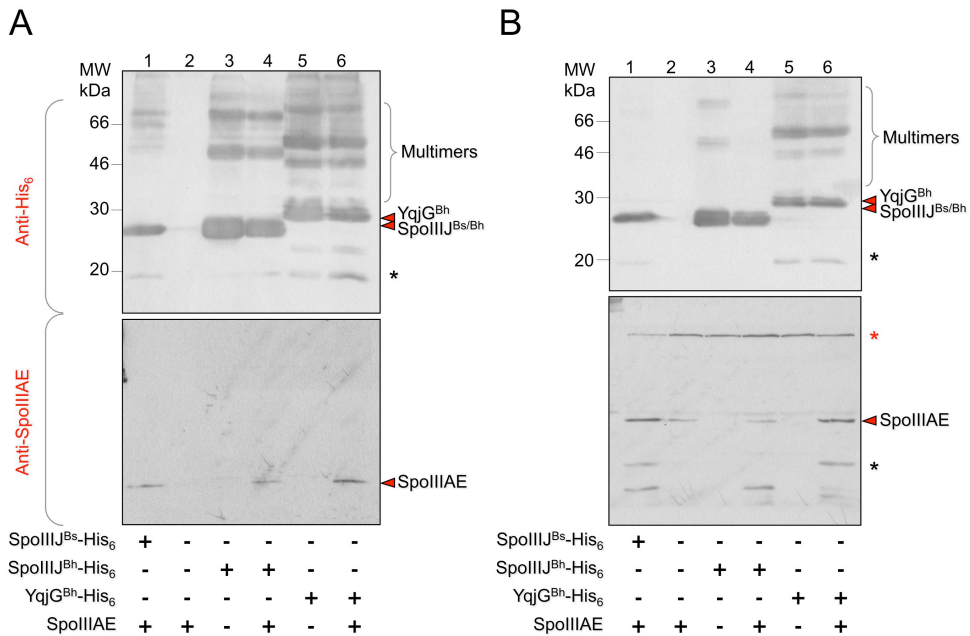 A
1 2 3 4 5 6
MW
kDa
66
46
30
20
Multimers
YqjG^Bh
SpoIIIJ^Bs/Bh
*
Anti-His₆
Anti-SpoIIIAE
SpoIIIAE
SpoIIIJ^Bs-His₆ + - - - - -
SpoIIIJ^Bh-His₆ - - + + - -
YqjG^Bh-His₆ - - - - + +
SpoIIIAE + + - + - +
B
1 2 3 4 5 6
MW
kDa
66
46
30
20
Multimers
YqjG^Bh
SpoIIIJ^Bs/Bh
*
*
SpoIIIAE
*
SpoIIIJ^Bs-His₆ + - - - - -
SpoIIIJ^Bh-His₆ - - + + - -
YqjG^Bh-His₆ - - - - + +
SpoIIIAE + + - + - +